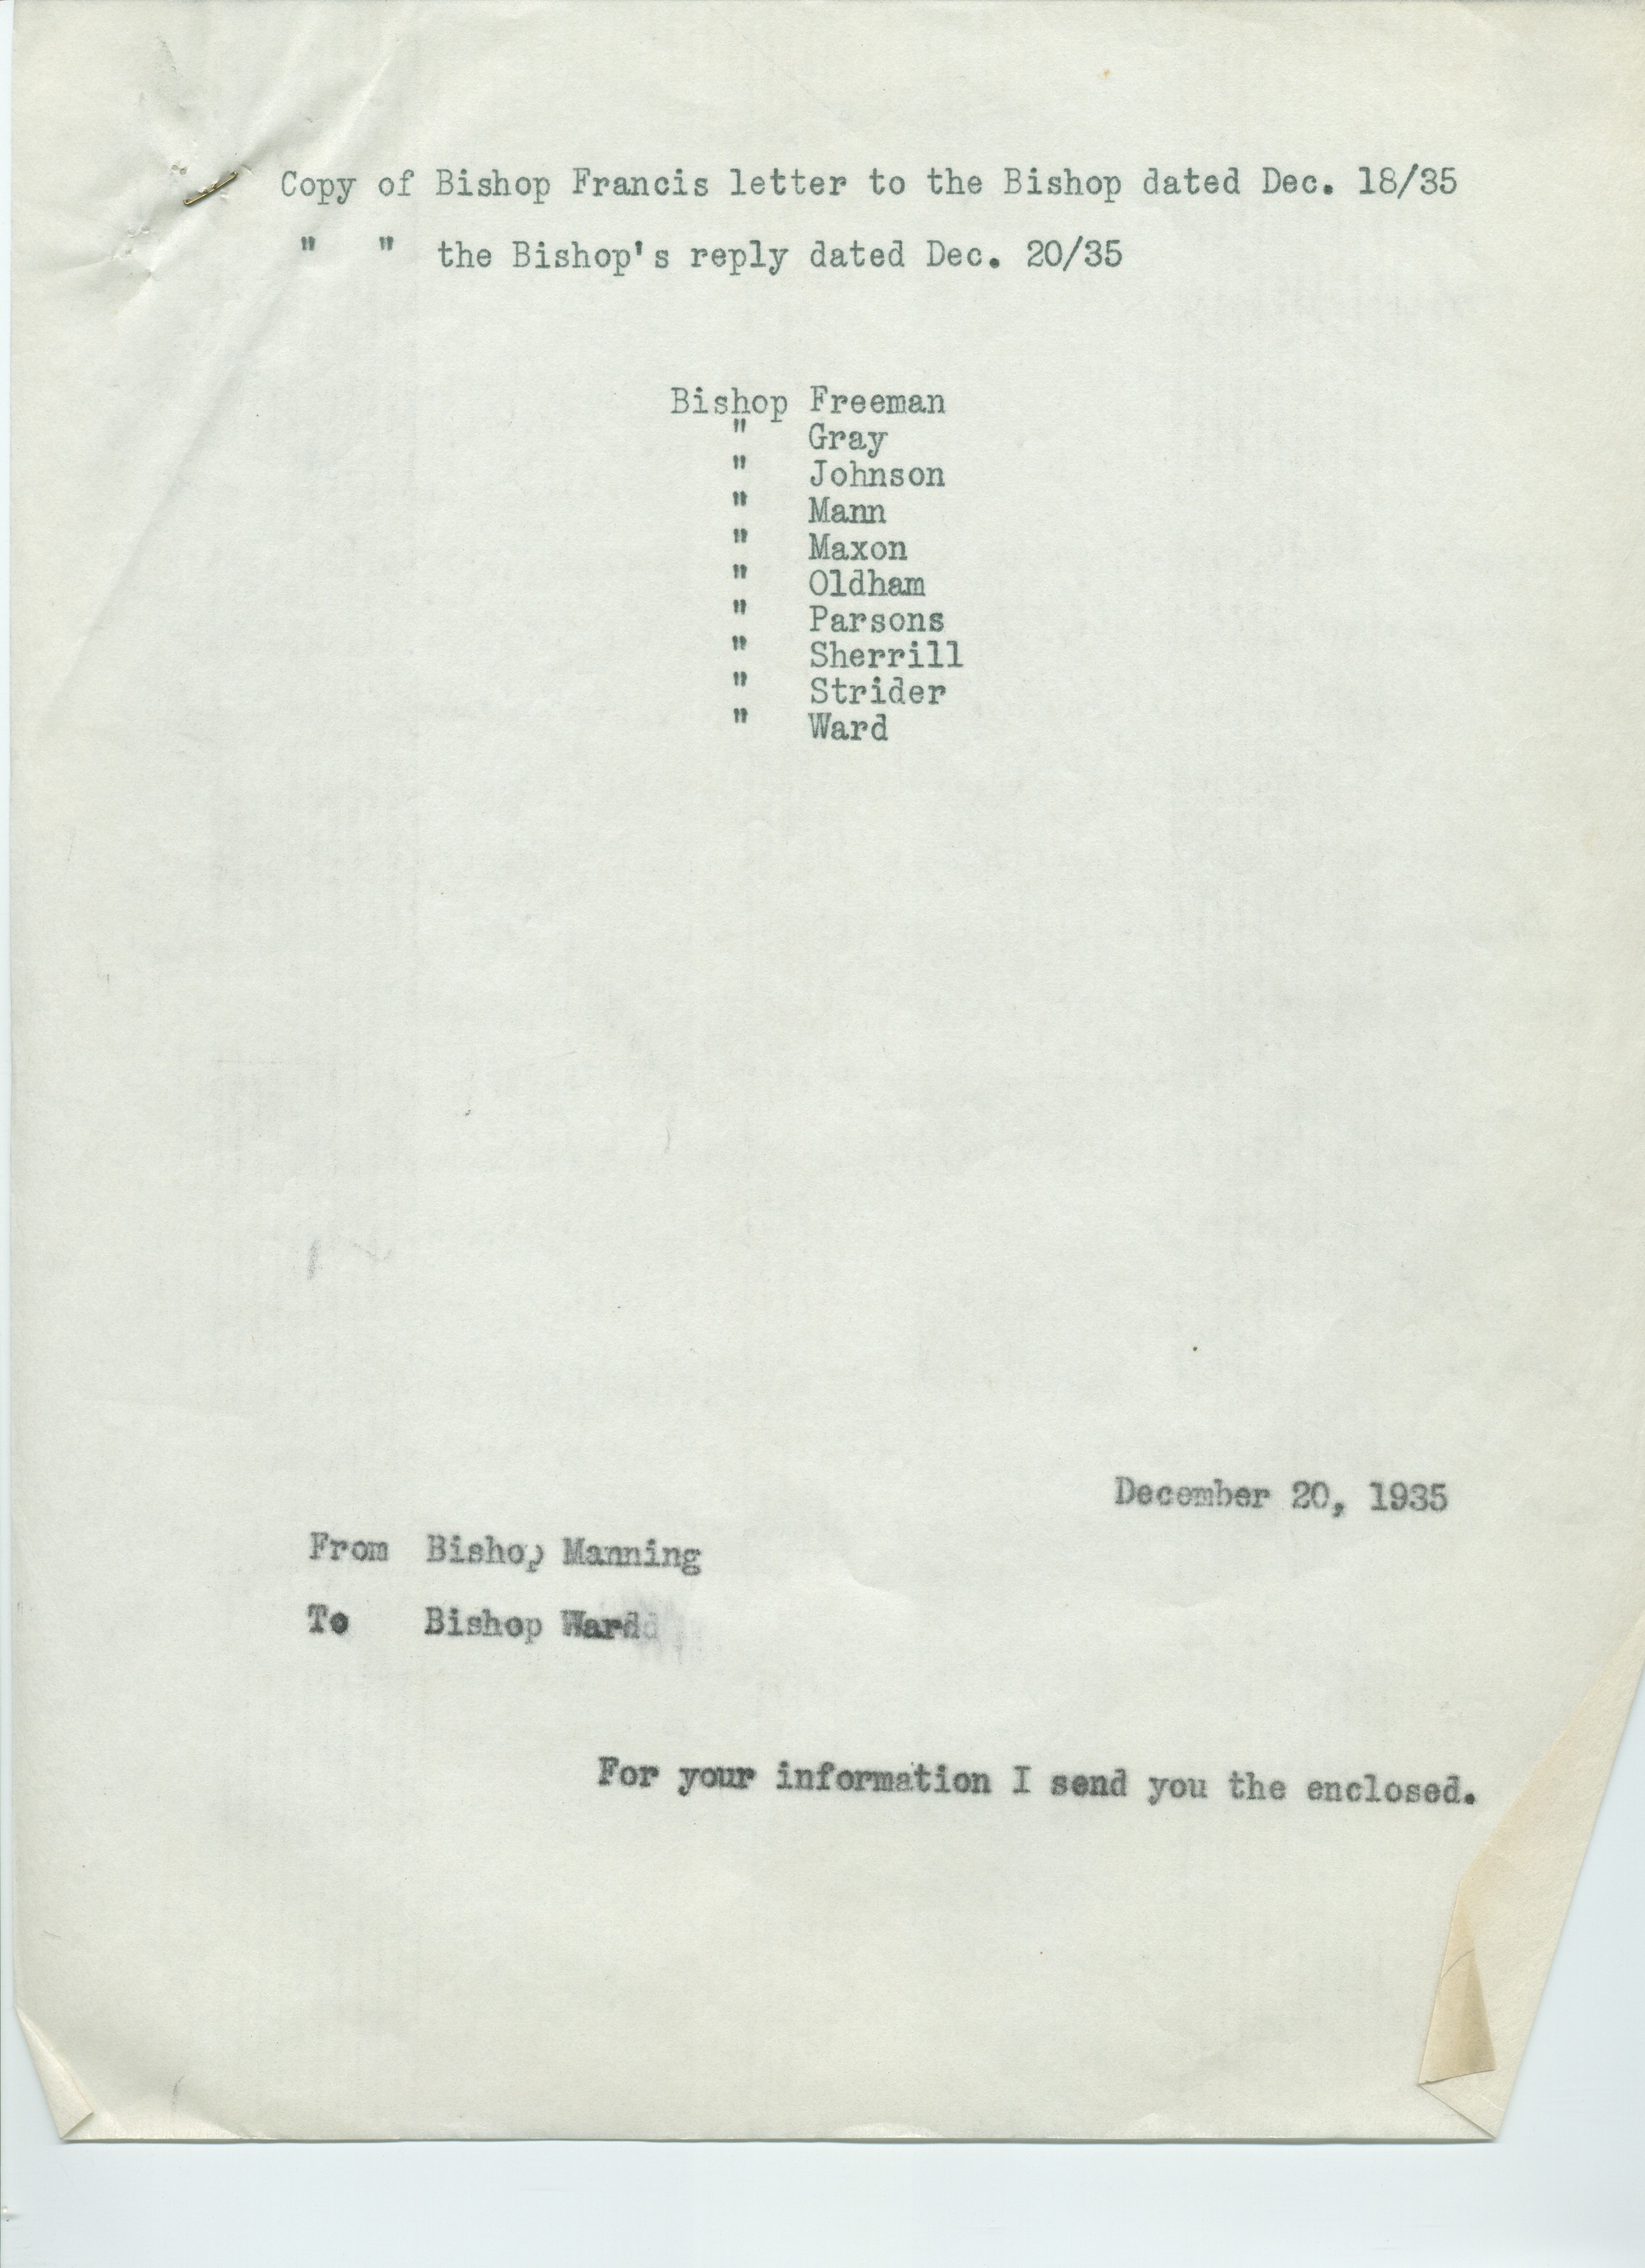 Copy of Bishop Francis letter to the Bishop dated Dec. 18/35
" " the Bishop's reply dated Dec. 20/35
Bishop Freeman
" Gray
" Johnson
" Mann
" Maxon
" Oldham
" Parsons
" Sherrill
" Strider
" Ward
December 20, 1935
From Bishop Manning
To Bishop Ward
For your information I send you the enclosed.